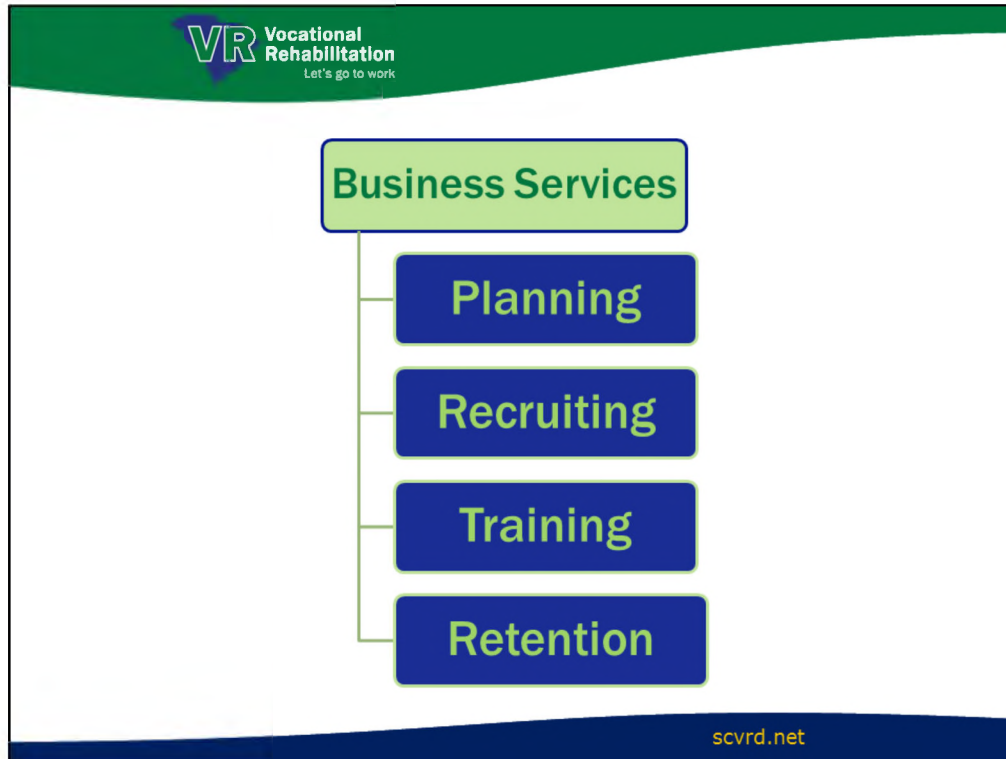 VR Vocational
Rehabilitation
Let's go to work
Business Services
Planning
Recruiting
Training
Retention
scvrd.net